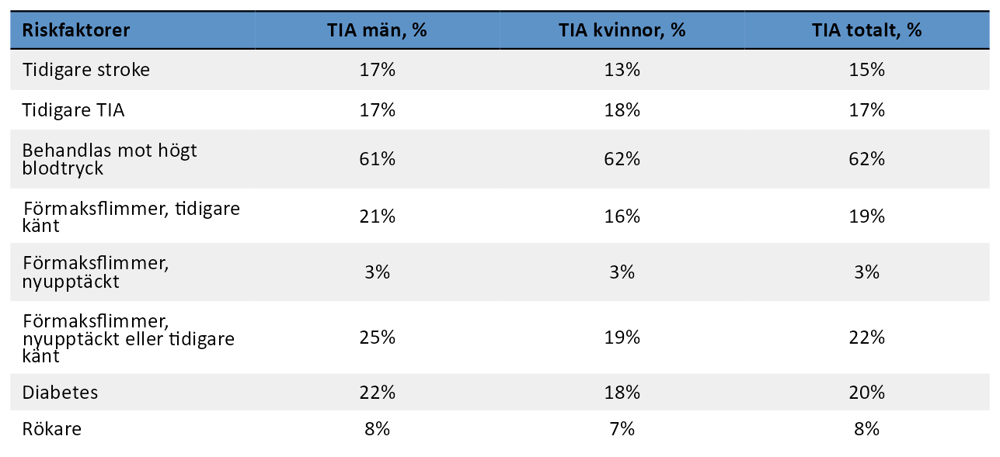 Riskfaktorer TIA män, % TIA kvinnor, % TIA totalt, %
Tidigare stroke 17% 13% 15%
Tidigare TIA 17% 18% 17%
Behandlas mot högt
blodtryck 61% 62% 62%
Förmaksflimmer, tidigare
känt 21% 16% 19%
Förmaksflimmer,
nyupptäckt 3% 3% 3%
Förmaksflimmer,
nyupptäckt eller tidigare 25% 19% 22%
känt
Diabetes 22% 18% 20%
Rökare 8% 7% 8%